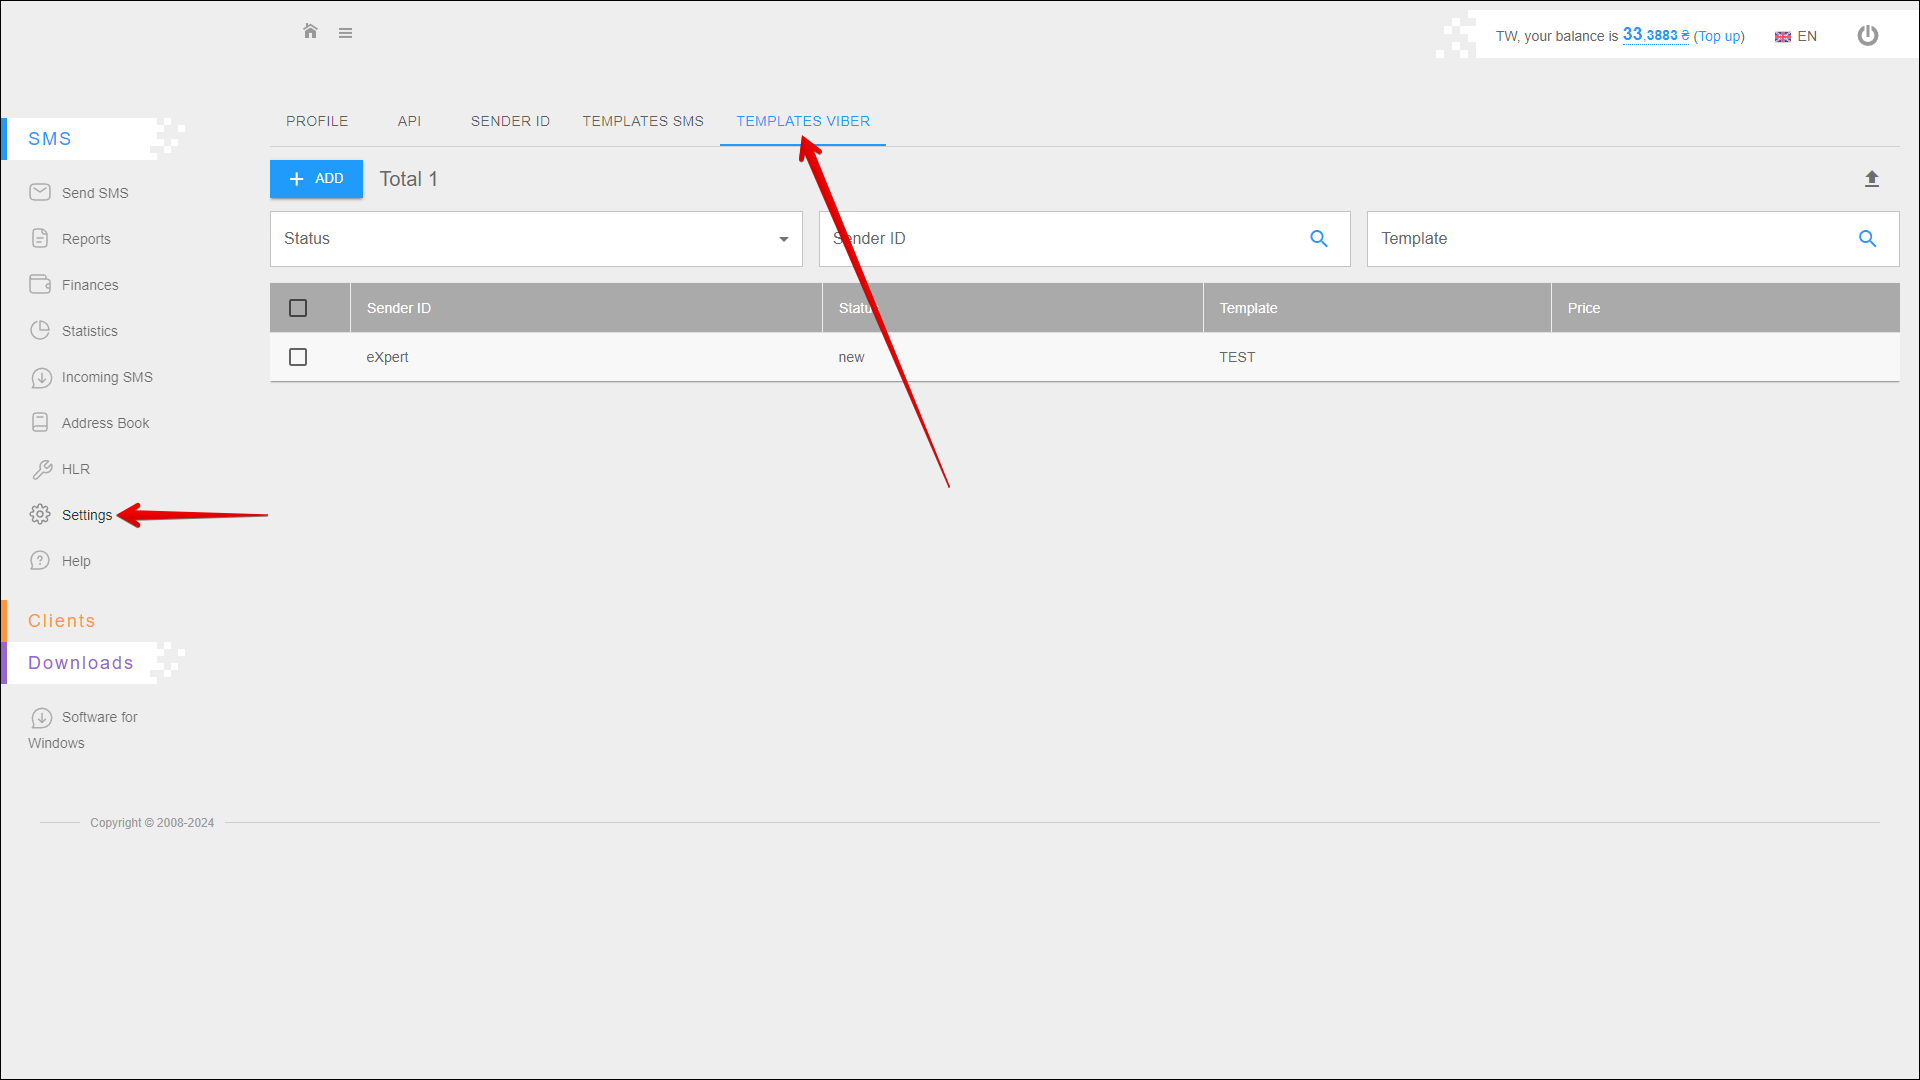 TW, your balance is 33,3883 ₴ (Top up)
EN
SMS
Send SMS
Reports
Finances
Statistics
Incoming SMS
Address Book
HLR
Settings
Help
Clients
Downloads
Software for
Windows
PROFILE API SENDER ID TEMPLATES SMS TEMPLATES VIBER
ADD Total 1
Status Sender ID Template
Sender ID Status Template Price
eXpert new TEST
Copyright © 2008-2024